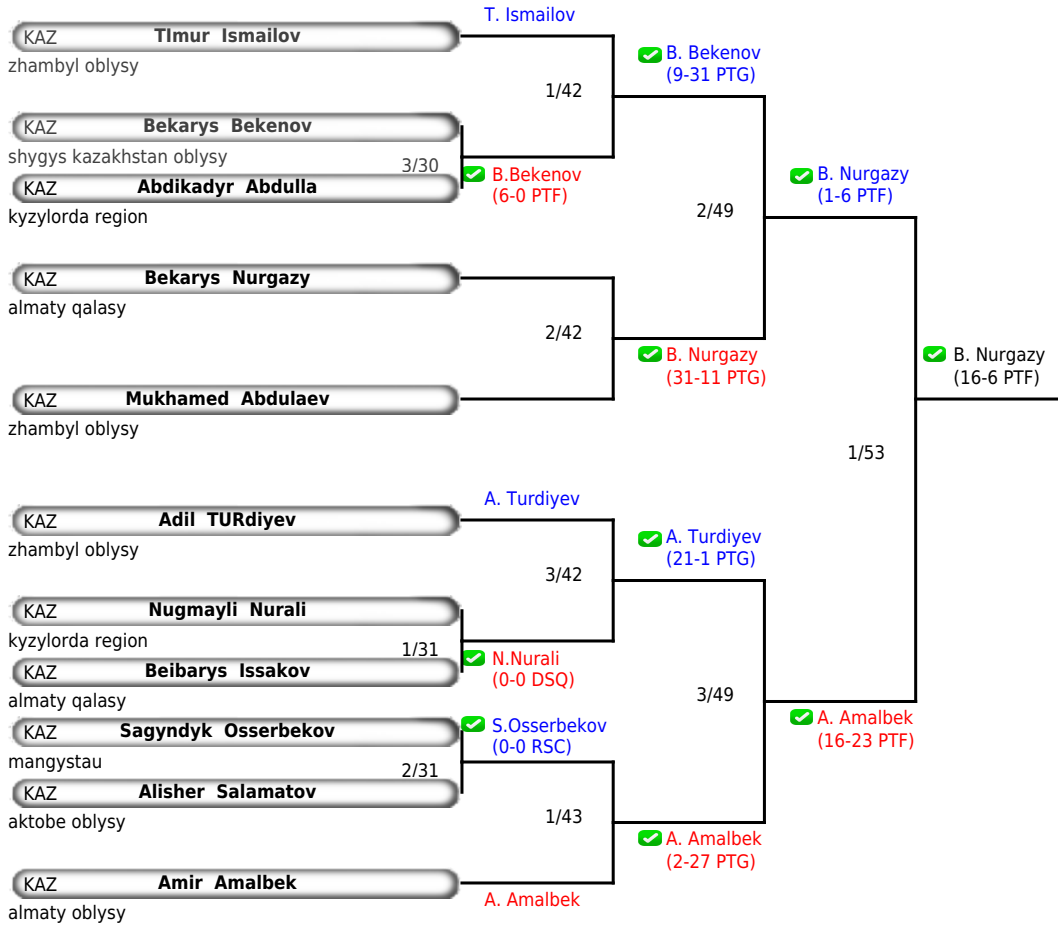 T. Ismailov
KAZ TImur Ismailov
zhambyl oblysy
B. Bekenov
(9-31 PTG)
1/42
KAZ Bekarys Bekenov
shygys kazakhstan oblysy
3/30
B.Bekenov
(6-0 PTF)
KAZ Abdikadyr Abdulla
kyzylorda region
B. Nurgazy
(1-6 PTF)
2/49
KAZ Bekarys Nurgazy
almaty qalasy
2/42
B. Nurgazy
(31-11 PTG)
B. Nurgazy
(16-6 PTF)
KAZ Mukhamed Abdulaev
zhambyl oblysy
1/53
A. Turdiyev
KAZ Adil TURdiyev
zhambyl oblysy
A. Turdiyev
(21-1 PTG)
3/42
KAZ Nugmayli Nurali
kyzylorda region
1/31
N.Nurali
(0-0 DSQ)
KAZ Beibarys Issakov
almaty qalasy
3/49
A. Amalbek
(16-23 PTF)
KAZ Sagyndyk Osserbekov
S.Osserbekov
(0-0 RSC)
mangystau
2/31
KAZ Alisher Salamatov
aktobe oblysy
1/43
A. Amalbek
(2-27 PTG)
KAZ Amir Amalbek
A. Amalbek
almaty oblysy